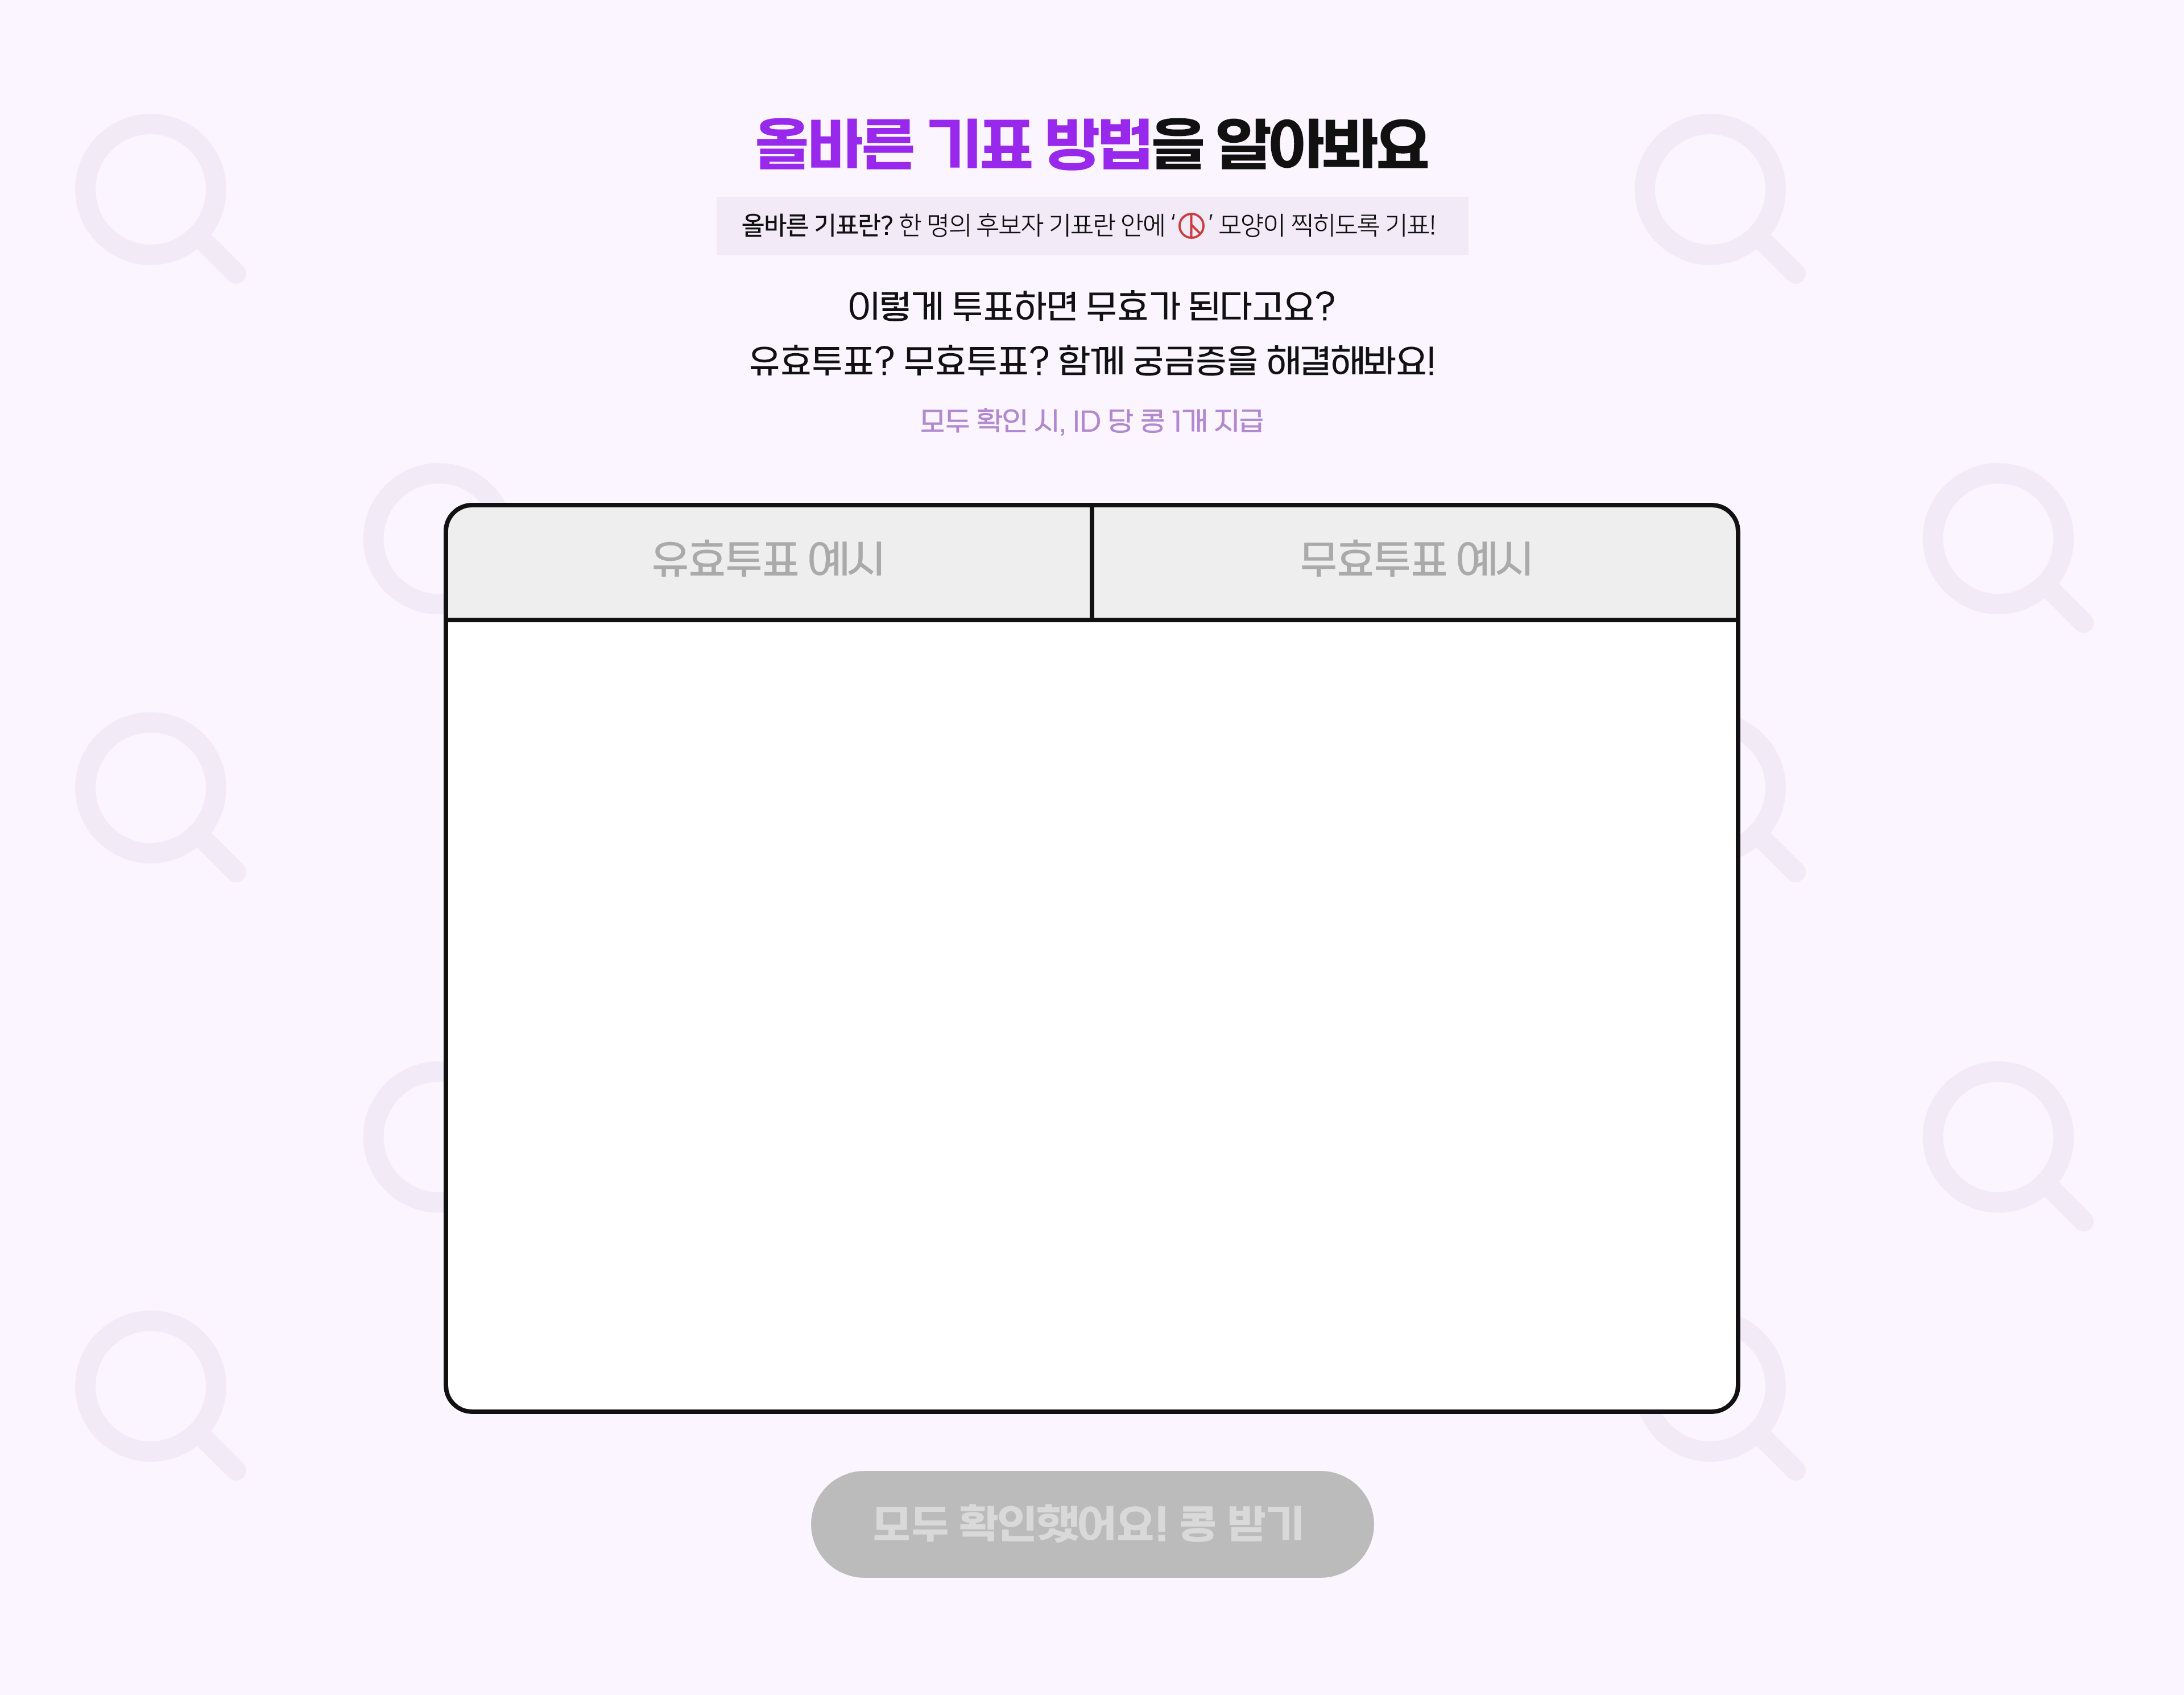 올바른 기표 방법을 알아봐요
올바른 기표란? 한 명의 후보자 기표란 안에 ‘ ’ 모양이 찍히도록 기표!
이렇게 투표하면 무효가 된다고요?
유효투표? 무효투표? 함께 궁금증을 해결해봐요!
모두 확인 시, ID 당 콩 1개 지급
유효투표 예시
무효투표 예시
모두 확인했어요! 콩 받기